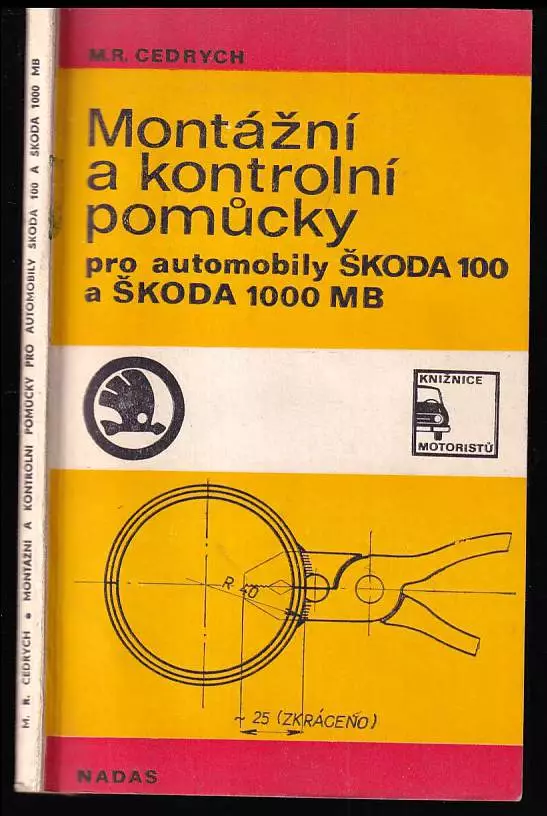 M. R. CEDRYCH • MONTÁŽNÍ A KONTROLNÍ POMŮCKY PRO AUTOMOBILY ŠKODA 100 A ŠKODA 1000 MB
M.R. CEDRYCH
Montážní
a kontrolní
pomůcky
pro automobily ŠKODA 100
a ŠKODA 1000 MB
KNIŽNICE
MOTORISTŮ
R 40
~ 25 (ZKRÁCENO)
NADAS